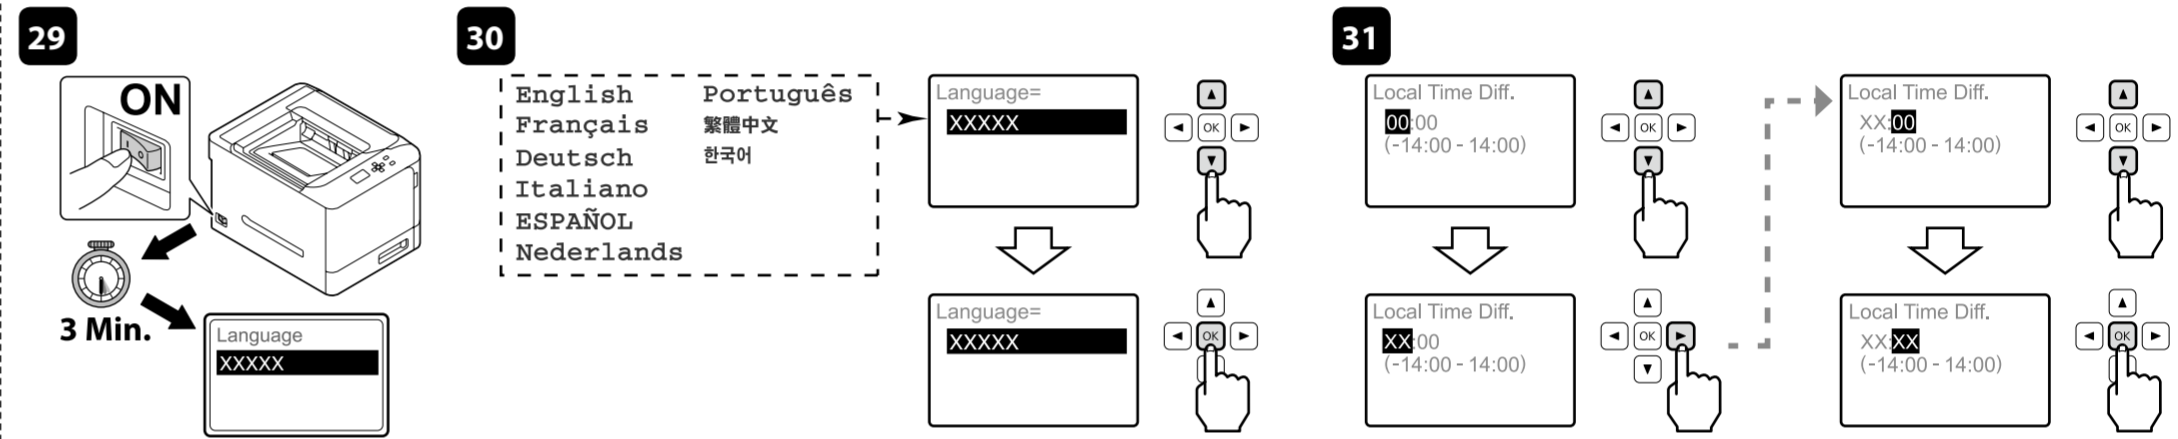 29
ON
3 Min.
Language
XXXXX
30
English
Français
Deutsch
Italiano
ESPAÑOL
Nederlands
Português
繁體中文
한국어
Language=
XXXXX
OK
Language=
XXXXX
OK
31
Local Time Diff.
00:00
(-14:00 - 14:00)
OK
Local Time Diff.
XX:00
(-14:00 - 14:00)
OK
Local Time Diff.
XX:00
(-14:00 - 14:00)
OK
Local Time Diff.
XX:XX
(-14:00 - 14:00)
OK